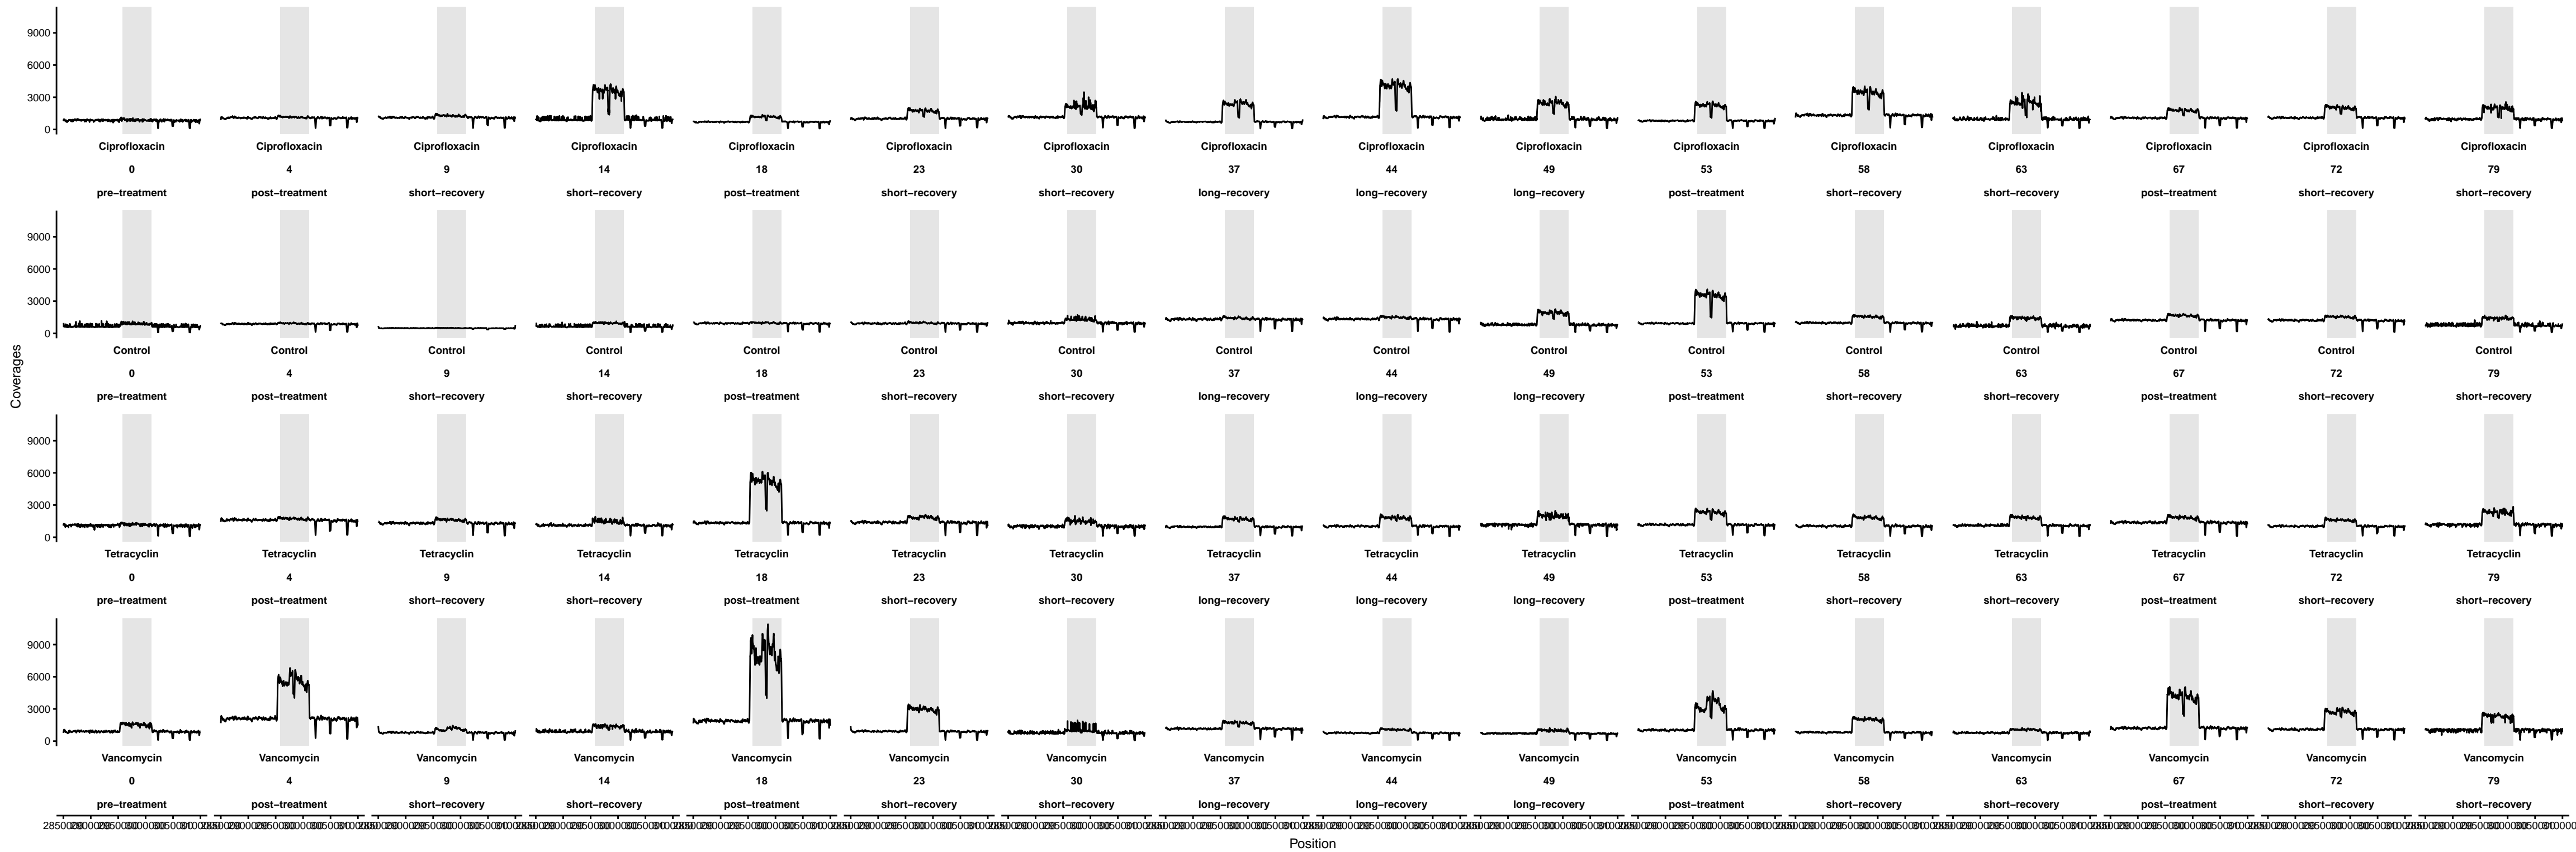 9000
6000
3000
0
Ciprofloxacin Ciprofloxacin Ciprofloxacin Ciprofloxacin Ciprofloxacin Ciprofloxacin Ciprofloxacin Ciprofloxacin Ciprofloxacin Ciprofloxacin Ciprofloxacin Ciprofloxacin Ciprofloxacin Ciprofloxacin Ciprofloxacin Ciprofloxacin
0 4 9 14 18 23 30 37 44 49 53 58 63 67 72 79
pre-treatment post-treatment short-recovery short-recovery post-treatment short-recovery short-recovery long-recovery long-recovery long-recovery post-treatment short-recovery short-recovery post-treatment short-recovery short-recovery
9000
6000
3000
0
Control Control Control Control Control Control Control Control Control Control Control Control Control Control Control Control
0 4 9 14 18 23 30 37 44 49 53 58 63 67 72 79
pre-treatment post-treatment short-recovery short-recovery post-treatment short-recovery short-recovery long-recovery long-recovery long-recovery post-treatment short-recovery short-recovery post-treatment short-recovery short-recovery
Coverages
9000
6000
3000
0
Tetracyclin Tetracyclin Tetracyclin Tetracyclin Tetracyclin Tetracyclin Tetracyclin Tetracyclin Tetracyclin Tetracyclin Tetracyclin Tetracyclin Tetracyclin Tetracyclin Tetracyclin Tetracyclin
0 4 9 14 18 23 30 37 44 49 53 58 63 67 72 79
pre-treatment post-treatment short-recovery short-recovery post-treatment short-recovery short-recovery long-recovery long-recovery long-recovery post-treatment short-recovery short-recovery post-treatment short-recovery short-recovery
9000
6000
3000
0
Vancomycin Vancomycin Vancomycin Vancomycin Vancomycin Vancomycin Vancomycin Vancomycin Vancomycin Vancomycin Vancomycin Vancomycin Vancomycin Vancomycin Vancomycin Vancomycin
0 4 9 14 18 23 30 37 44 49 53 58 63 67 72 79
pre-treatment post-treatment short-recovery short-recovery post-treatment short-recovery short-recovery long-recovery long-recovery long-recovery post-treatment short-recovery short-recovery post-treatment short-recovery short-recovery
Position